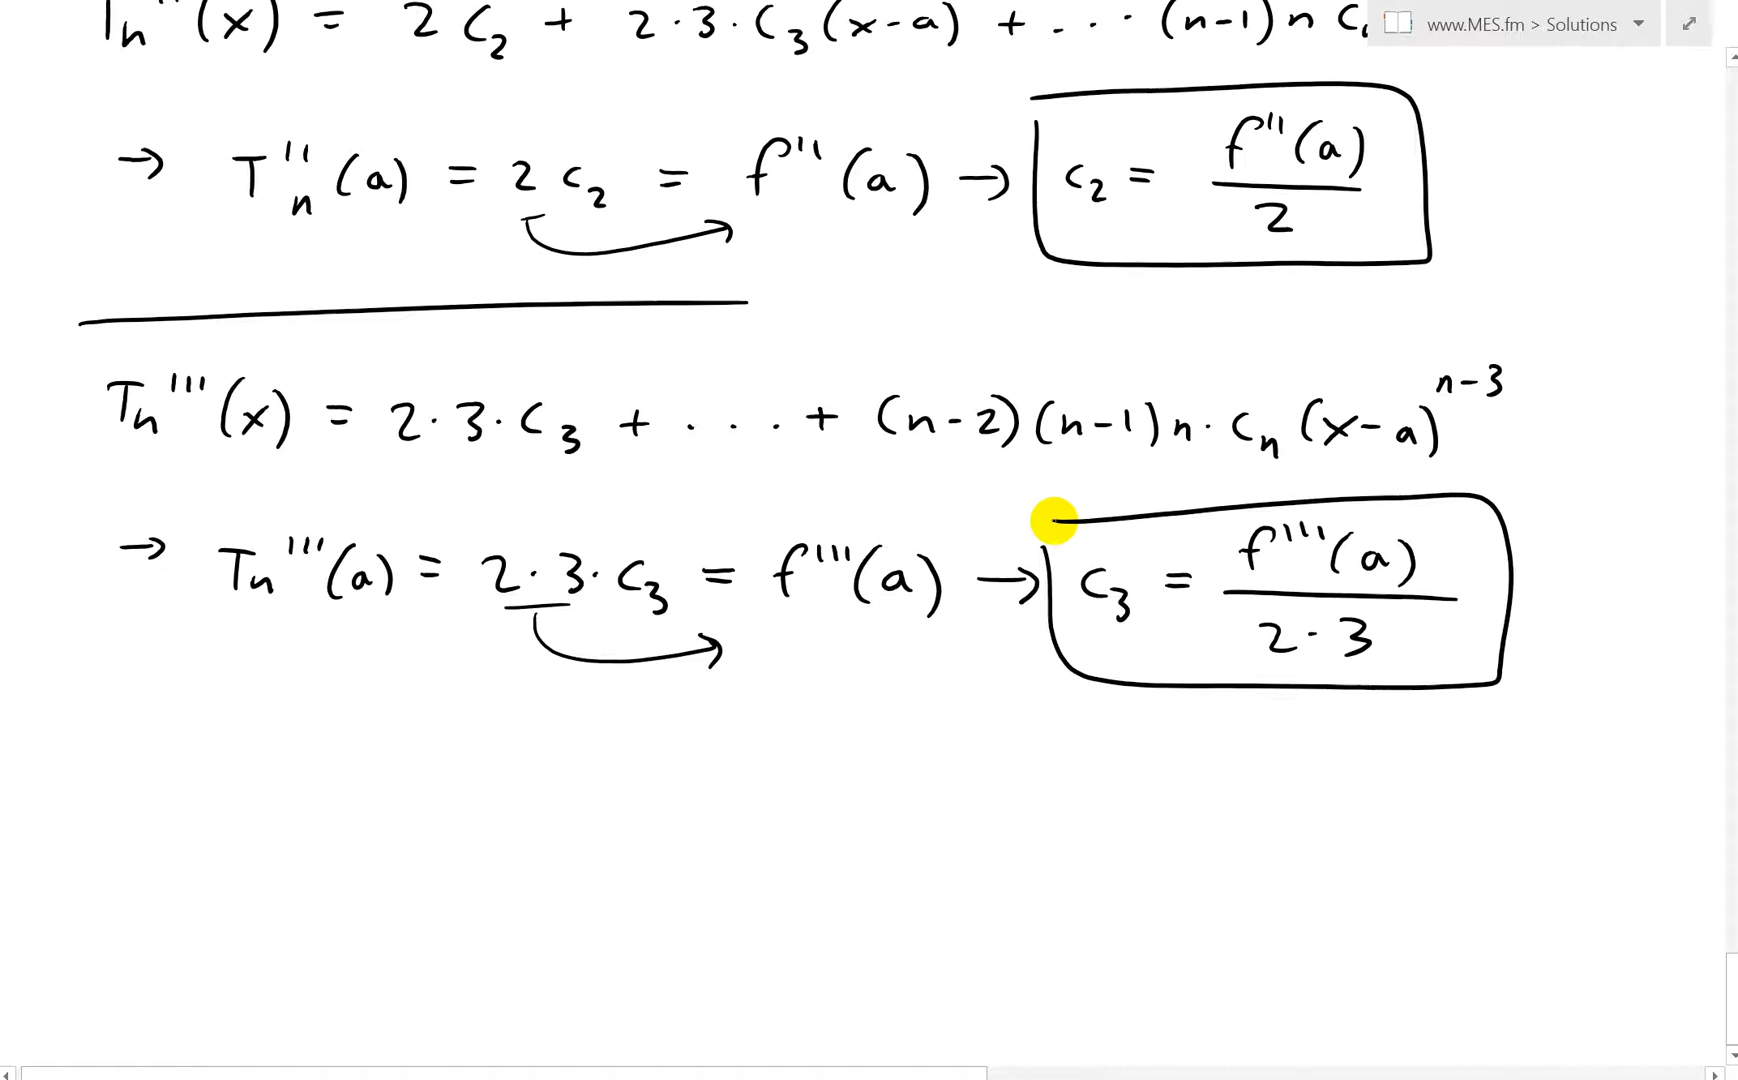 Tn''(x) = 2 c₂ + 2·3·c₃(x-a) + ... (n-1)n c
www.MES.fm > Solutions
→ Tn''(a) = 2 c₂ = f''(a) → c₂ = f''(a)/2
Tn'''(x) = 2·3·c₃ + ... + (n-2)(n-1)n·cₙ(x-a)ⁿ⁻³
→ Tn'''(a) = 2·3·c₃ = f'''(a) → c₃ = f'''(a)/2·3